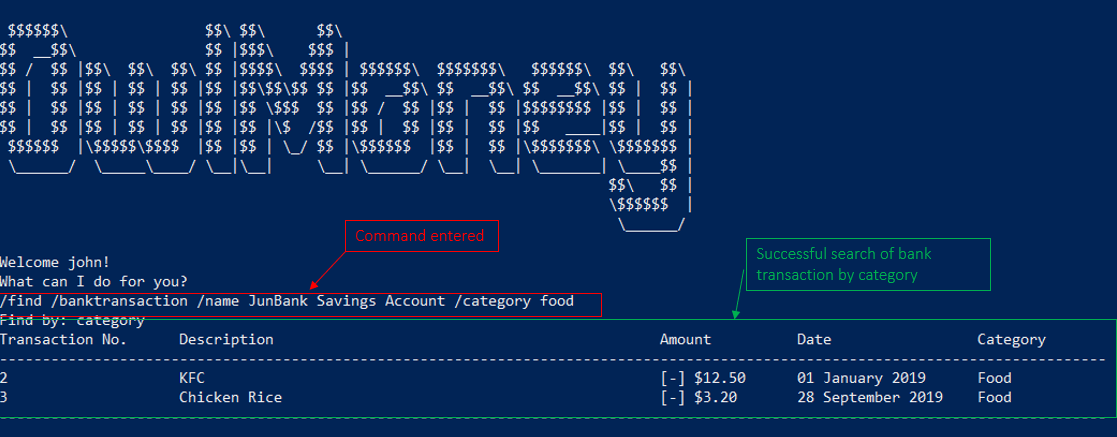 OwlMoney
Command entered
Successful search of bank
transaction by category
Welcome john!
What can I do for you?
/find /banktransaction /name JunBank Savings Account /category food
Find by: category
Transaction No. Description Amount Date Category
2 KFC [-] $12.50 01 January 2019 Food
3 Chicken Rice [-] $3.20 28 September 2019 Food